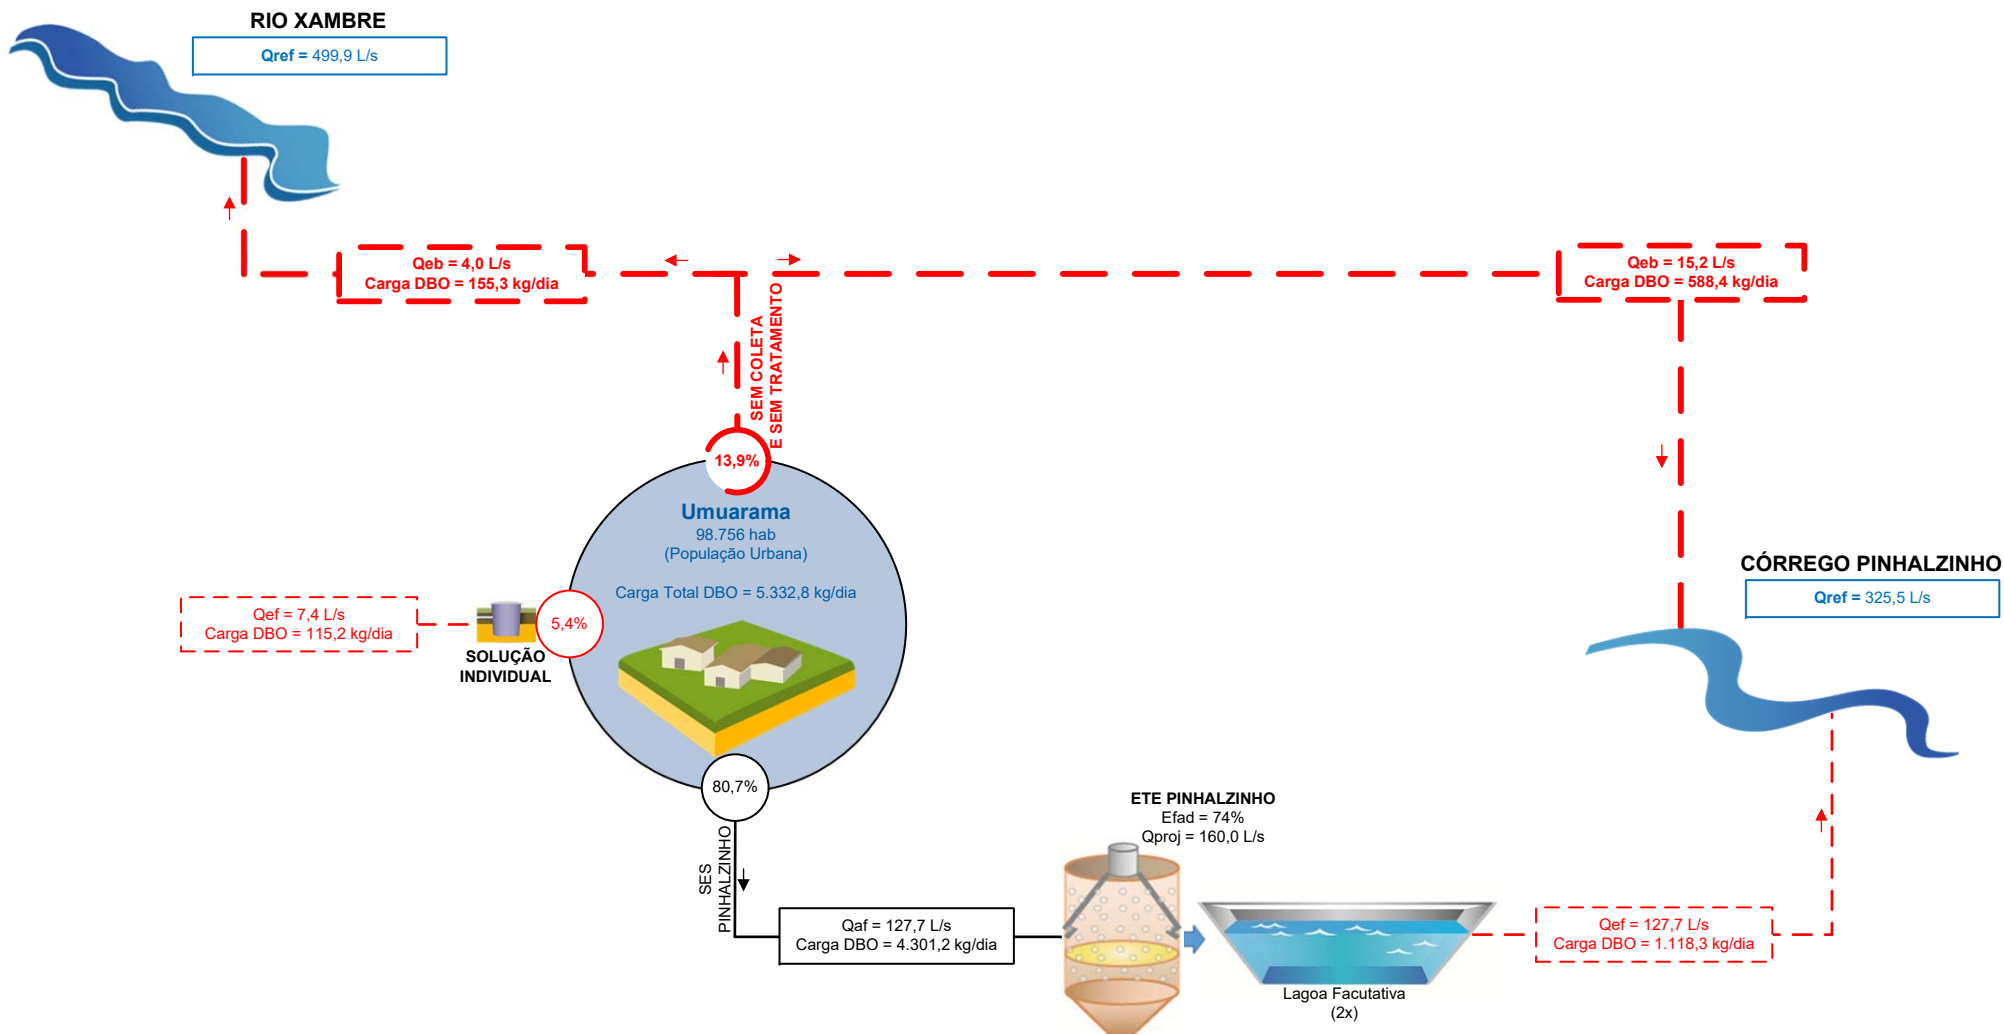 RIO XAMBRE
Qref = 499,9 L/s
Qeb = 4,0 L/s
Carga DBO = 155,3 kg/dia
Qeb = 15,2 L/s
Carga DBO = 588,4 kg/dia
SEM COLETA
E SEM TRATAMENTO
13,9%
Umuarama
98.756 hab
(População Urbana)
Carga Total DBO = 5.332,8 kg/dia
CÓRREGO PINHALZINHO
Qref = 325,5 L/s
Qef = 7,4 L/s
Carga DBO = 115,2 kg/dia
5,4%
SOLUÇÃO
INDIVIDUAL
80,7%
SES
PINHALZINHO
ETE PINHALZINHO
Efad = 74%
Qproj = 160,0 L/s
Qaf = 127,7 L/s
Carga DBO = 4.301,2 kg/dia
Qef = 127,7 L/s
Carga DBO = 1.118,3 kg/dia
Lagoa Facutativa
(2x)